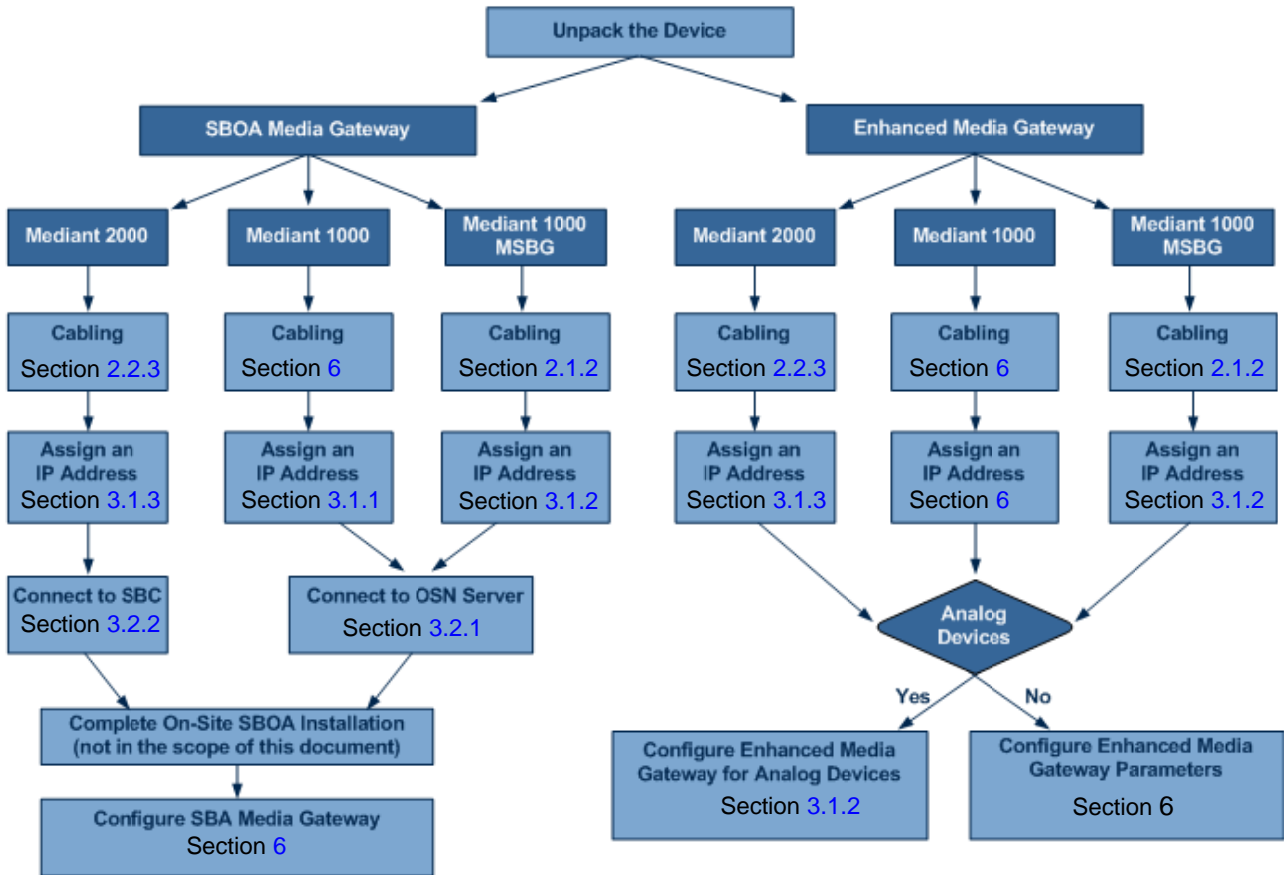 Unpack the Device
SBOA Media Gateway
Enhanced Media Gateway
Mediant 2000
Mediant 1000
Mediant 1000
MSBG
Mediant 2000
Mediant 1000
Mediant 1000
MSBG
Cabling
Section 2.2.3
Cabling
Section 6
Cabling
Section 2.1.2
Cabling
Section 2.2.3
Cabling
Section 6
Cabling
Section 2.1.2
Assign an
IP Address
Section 3.1.3
Assign an
IP Address
Section 3.1.1
Assign an
IP Address
Section 3.1.2
Assign an
IP Address
Section 3.1.3
Assign an
IP Address
Section 6
Assign an
IP Address
Section 3.1.2
Connect to SBC
Section 3.2.2
Connect to OSN Server
Section 3.2.1
Analog
Devices
Yes
No
Complete On-Site SBOA Installation
(not in the scope of this document)
Configure Enhanced Media
Gateway for Analog Devices
Section 3.1.2
Configure Enhanced Media
Gateway Parameters
Section 6
Configure SBA Media Gateway
Section 6